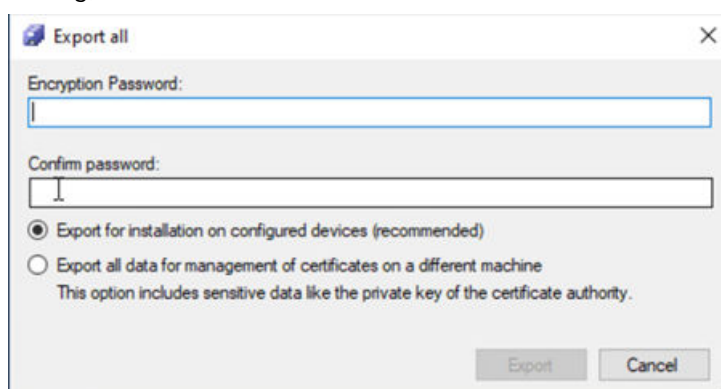 Export all
Encryption Password:
Confirm password:
Export for installation on configured devices (recommended)
Export all data for management of certificates on a different machine
This option includes sensitive data like the private key of the certificate authority.
Export Cancel